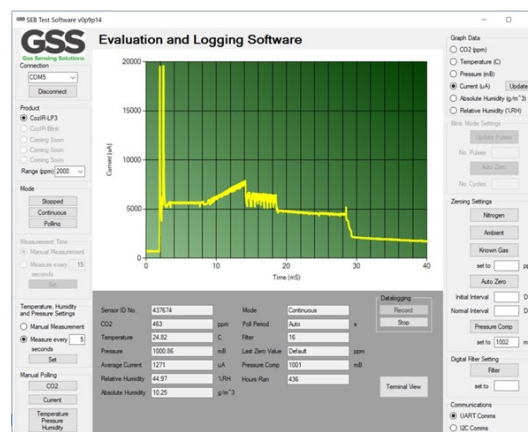 SEB Test Software v0p9p14
GSS
Gas Sensing Solutions
Evaluation and Logging Software
Connection
COM5
Disconnect
Product
CozIR-LP3
CozIR-Blink
Coming Soon
Coming Soon
Coming Soon
Range (ppm) 2000
Mode
Stopped
Continuous
Polling
Measurement Time
Manual Measurement
Measure every 15
seconds
Set
Temperature, Humidity
and Pressure Settings
Manual Measurement
Measure every 5
seconds
Set
Manual Polling
CO2
Current
Temperature
Pressure
Humidity
Current (uA)
20000
15000
10000
5000
0
0 10 20 30 40
Time (mS)
Sensor ID No. 437674
CO2 463 ppm
Temperature 24.82 C
Pressure 1000.86 mB
Average Current 1271 uA
Relative Humidity 44.97 %RH
Absolute Humidity 10.25 g/m^3
Mode Continuous
Poll Period Auto s
Filter 16
Last Zero Value Default ppm
Pressure Comp 1001 mB
Hours Ran 436
Datalogging
Record
Stop
Terminal View
Graph Data
CO2 (ppm)
Temperature (C)
Pressure (mB)
Current (uA) Update
Absolute Humidity (g/m^3)
Relative Humidity (%RH)
Blink Mode Settings
Update Pulses
No. Pulses
Auto Zero
No. Cycles
Zeroing Settings
Nitrogen
Ambient
Known Gas
set to pp
Auto Zero
Initial Interval D
Normal Interval D
Pressure Comp
set to 1002 m
Digital Filter Setting
Filter
set to
Communications
UART Comms
I2C Comms